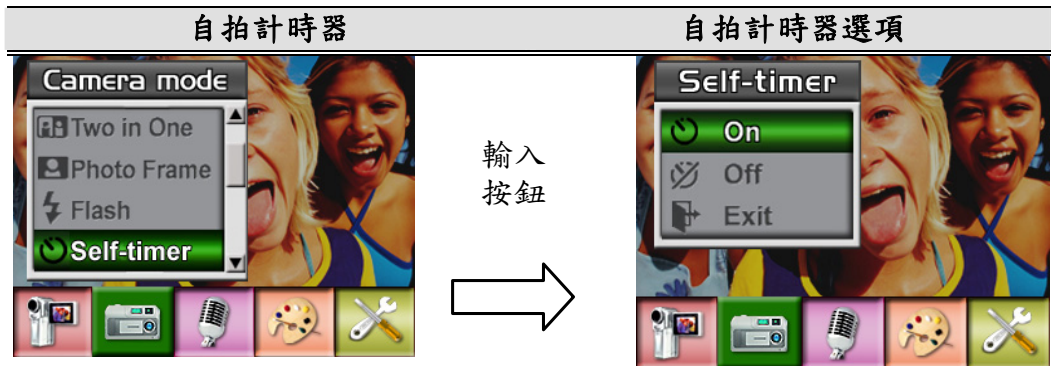 自拍計時器
自拍計時器選項
Camera mode
Two in One
Photo Frame
Flash
Self-timer
輸入
按鈕
Self-timer
On
Off
Exit